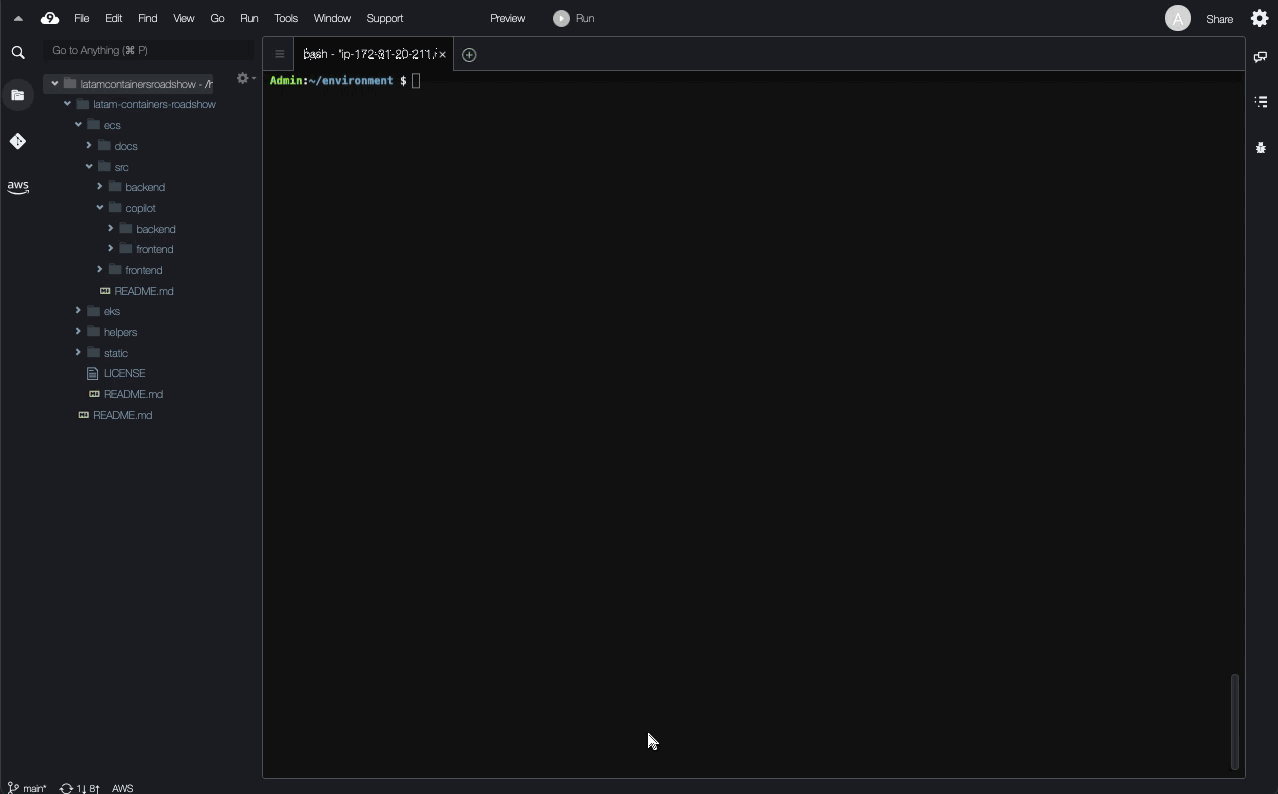 9 File Edit Find View Go Run Tools Window Support Preview Run A Share
Go to Anything (⌘ P)
bash - "ip-172-31-20-211.
Admin:~/environment $
latamcontainersroadshow - /h
latam-containers-roadshow
ecs
docs
src
backend
copilot
backend
frontend
frontend
README.md
eks
helpers
static
LICENSE
README.md
README.md
aws
main* 1↓ 8↑ AWS